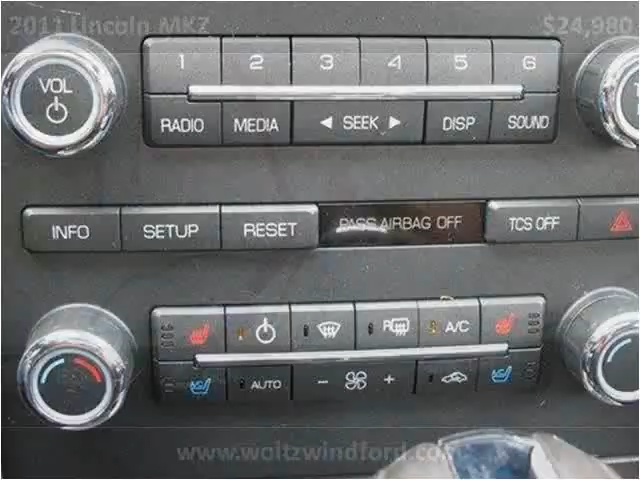 2011 Lincoln MKZ $24,980
VOL
1 2 3 4 5 6
RADIO MEDIA SEEK DISP SOUND
INFO SETUP RESET PASS AIRBAG OFF TCS OFF
R A/C
AUTO - +
www.woltzwindford.com